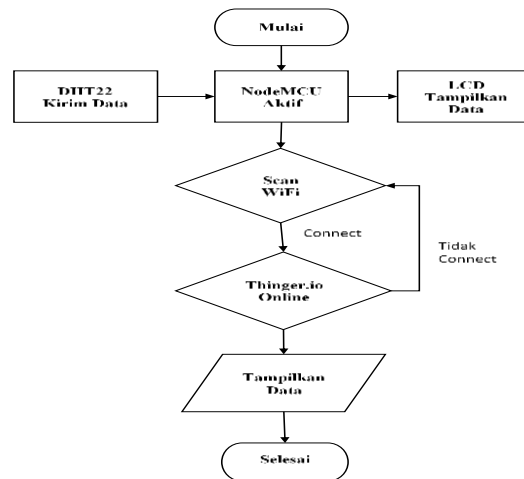 Mulai
DHT22
Kirim Data
NodeMCU
Aktif
LCD
Tampilkan
Data
Scan
WiFi
Connect
Tidak
Connect
Thinger.io
Online
Tampilkan
Data
Selesai